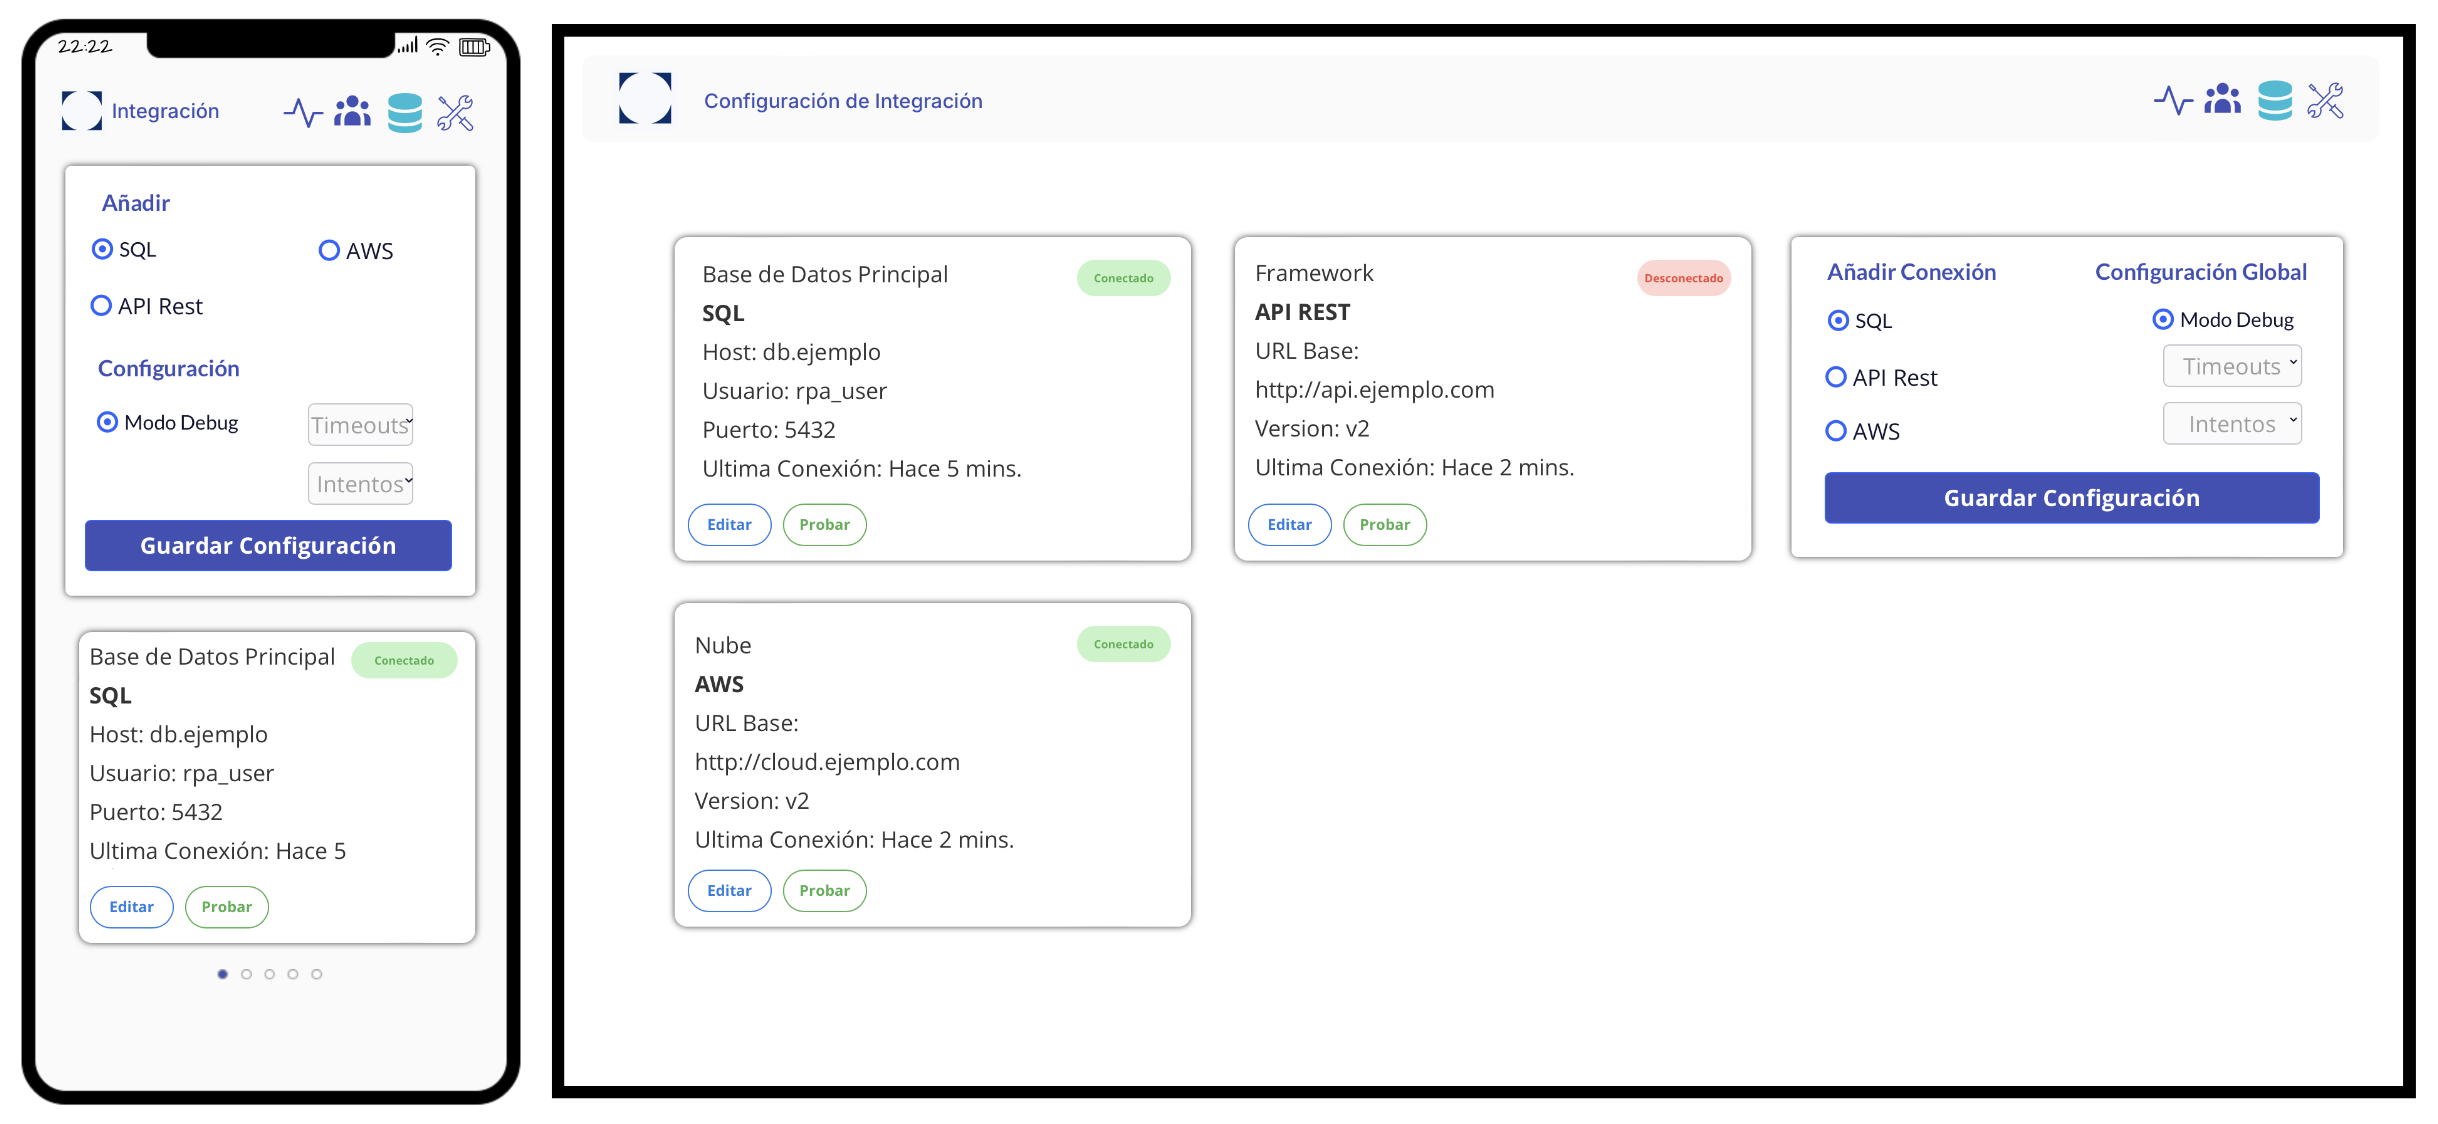 22:22
Integración
Añadir
SQL
AWS
API Rest
Configuración
Modo Debug
Timeouts
Intentos
Guardar Configuración
Base de Datos Principal
Conectado
SQL
Host: db.ejemplo
Usuario: rpa_user
Puerto: 5432
Ultima Conexión: Hace 5
Editar
Probar
Configuración de Integración
Base de Datos Principal
Conectado
SQL
Host: db.ejemplo
Usuario: rpa_user
Puerto: 5432
Ultima Conexión: Hace 5 mins.
Editar
Probar
Framework
Desconectado
API REST
URL Base:
http://api.ejemplo.com
Version: v2
Ultima Conexión: Hace 2 mins.
Editar
Probar
Añadir Conexión
SQL
API Rest
AWS
Configuración Global
Modo Debug
Timeouts
Intentos
Guardar Configuración
Nube
Conectado
AWS
URL Base:
http://cloud.ejemplo.com
Version: v2
Ultima Conexión: Hace 2 mins.
Editar
Probar